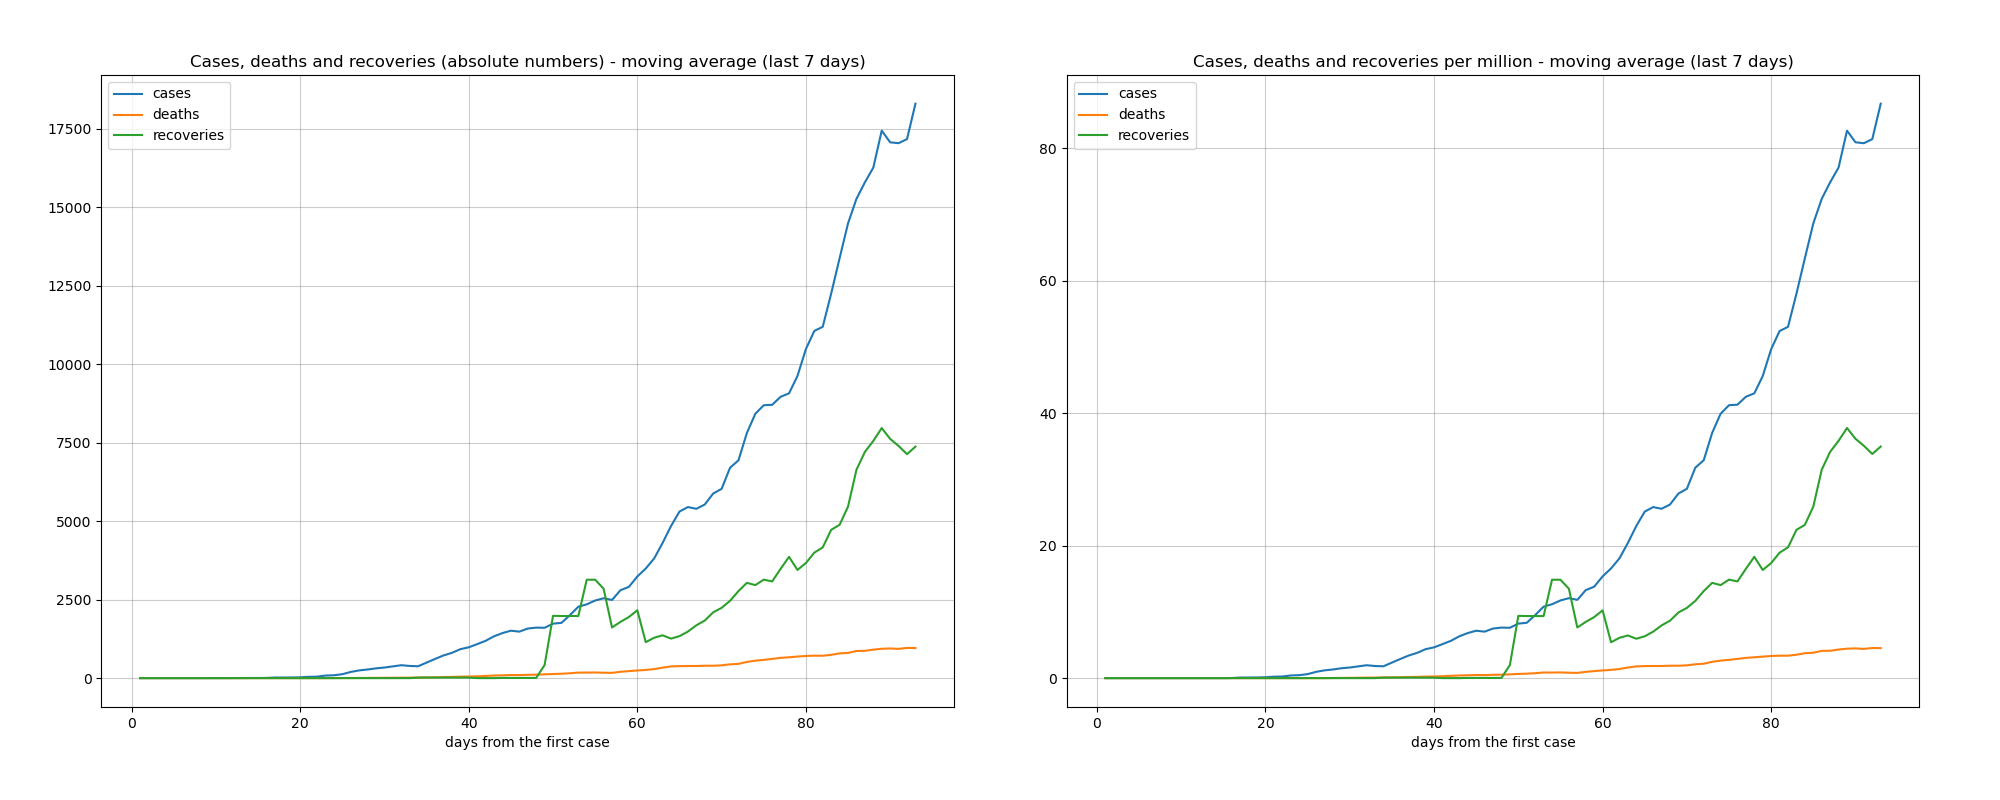 Cases, deaths and recoveries (absolute numbers) - moving average (last 7 days)
cases
deaths
recoveries
17500
15000
12500
10000
7500
5000
2500
0
0 20 40 60 80
days from the first case
Cases, deaths and recoveries per million - moving average (last 7 days)
cases
deaths
recoveries
80
60
40
20
0
0 20 40 60 80
days from the first case